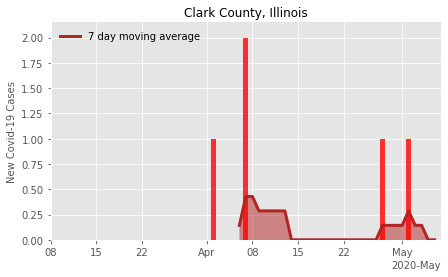 Clark County, Illinois
7 day moving average
New Covid-19 Cases
2.00
1.75
1.50
1.25
1.00
0.75
0.50
0.25
0.00
08 15 22 Apr 08 15 22 May
2020-May